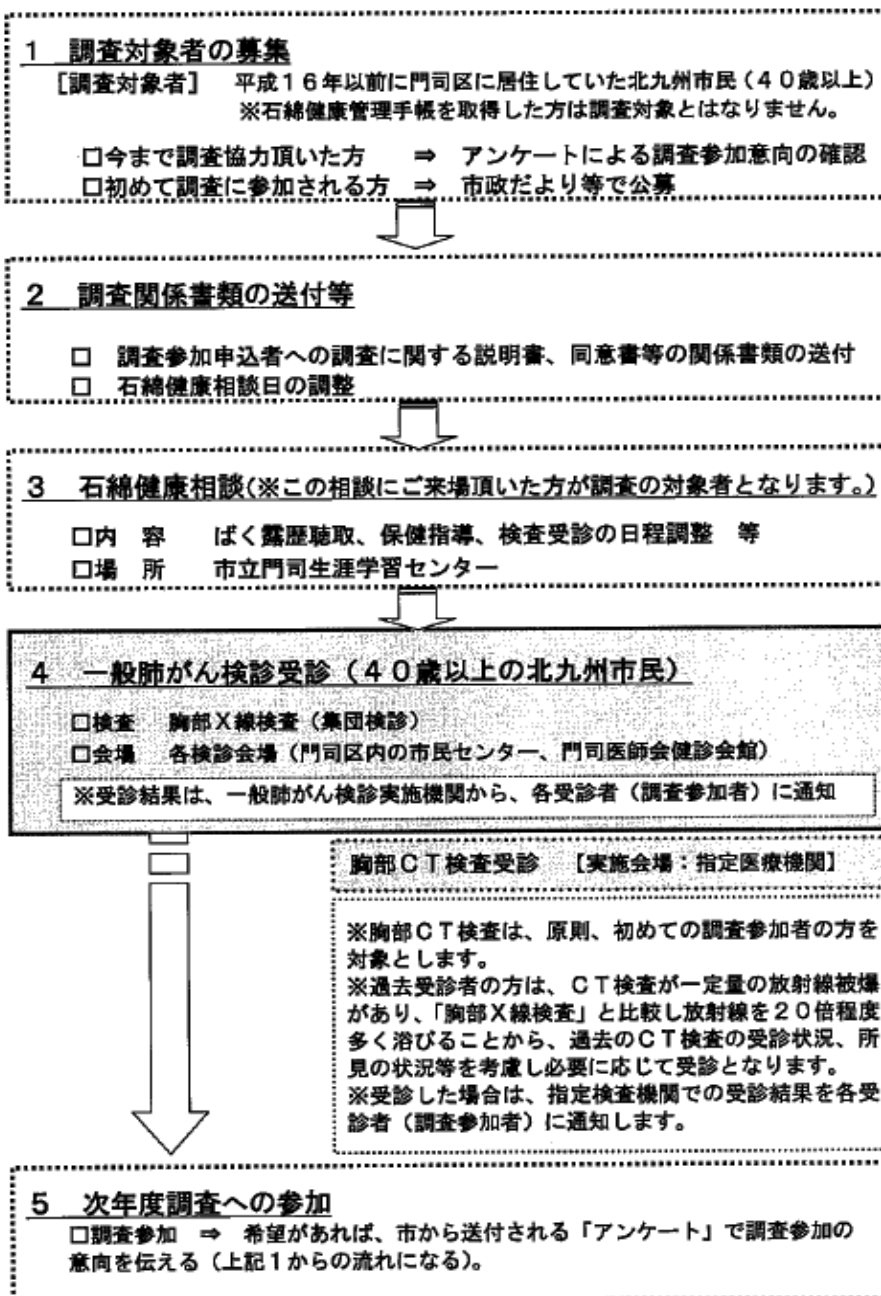 1 調査対象者の募集
[調査対象者] 平成16年以前に門司区に居住していた北九州市民(40歳以上)
※石綿健康管理手帳を取得した方は調査対象とはなりません。
□今まで調査協力頂いた方 ⇒ アンケートによる調査参加意向の確認
□初めて調査に参加される方 ⇒ 市政だより等で公募
2 調査関係書類の送付等
□ 調査参加申込者への調査に関する説明書、同意書等の関係書類の送付
□ 石綿健康相談日の調整
3 石綿健康相談(※この相談にご来場頂いた方が調査の対象者となります。)
□内 容 ばく露歴聴取、保健指導、検査受診の日程調整 等
□場 所 市立門司生涯学習センター
4 一般肺がん検診受診(40歳以上の北九州市民)
□検査 胸部X線検査(集団検診)
□会場 各検診会場(門司区内の市民センター、門司医師会健診会館)
※受診結果は、一般肺がん検診実施機関から、各受診者(調査参加者)に通知
胸部CT検査受診 [実施会場:指定医療機関]
※胸部CT検査は、原則、初めての調査参加者の方を
対象とします。
※過去受診者の方は、CT検査が一定量の放射線被爆
があり、「胸部X線検査」と比較し放射線を20倍程度
多く浴びることから、過去のCT検査の受診状況、所
見の状況等を考慮し必要に応じて受診となります。
※受診した場合は、指定検査機関での受診結果を各受
診者(調査参加者)に通知します。
5 次年度調査への参加
□調査参加 ⇒ 希望があれば、市から送付される「アンケート」で調査参加の
意向を伝える(上記1からの流れになる)。